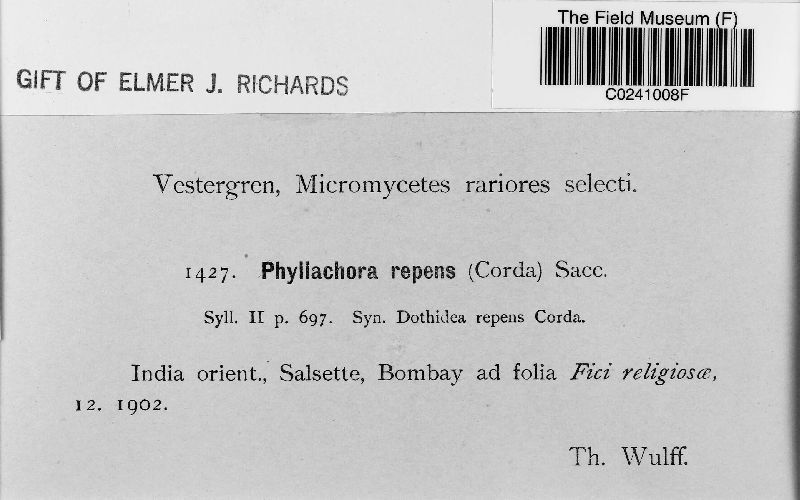 The Field Museum (F)
C0241008F
GIFT OF ELMER J. RICHARDS
Vestergren, Micromycetes rariores selecti.
1427. Phyllachora repens (Corda) Sacc.
Syll. II p. 697. Syn. Dothidea repens Corda.
India orient., Salsette, Bombay ad folia Fici religiosæ,
12. 1902.
Th. Wulff.